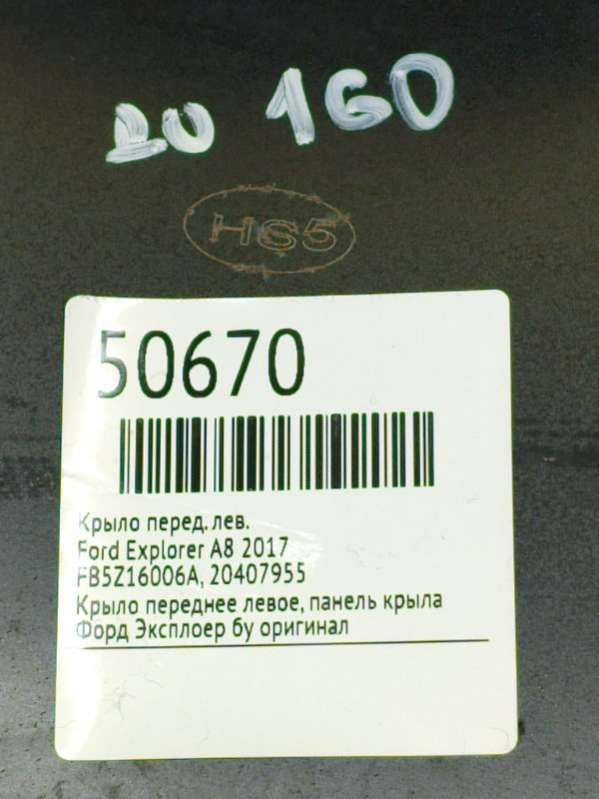 20 160
HS5
50670
Крыло перед. лев.
Ford Explorer A8 2017
FB5Z16006A, 20407955
Крыло переднее левое, панель крыла
Форд Эксплоер бу оригинал